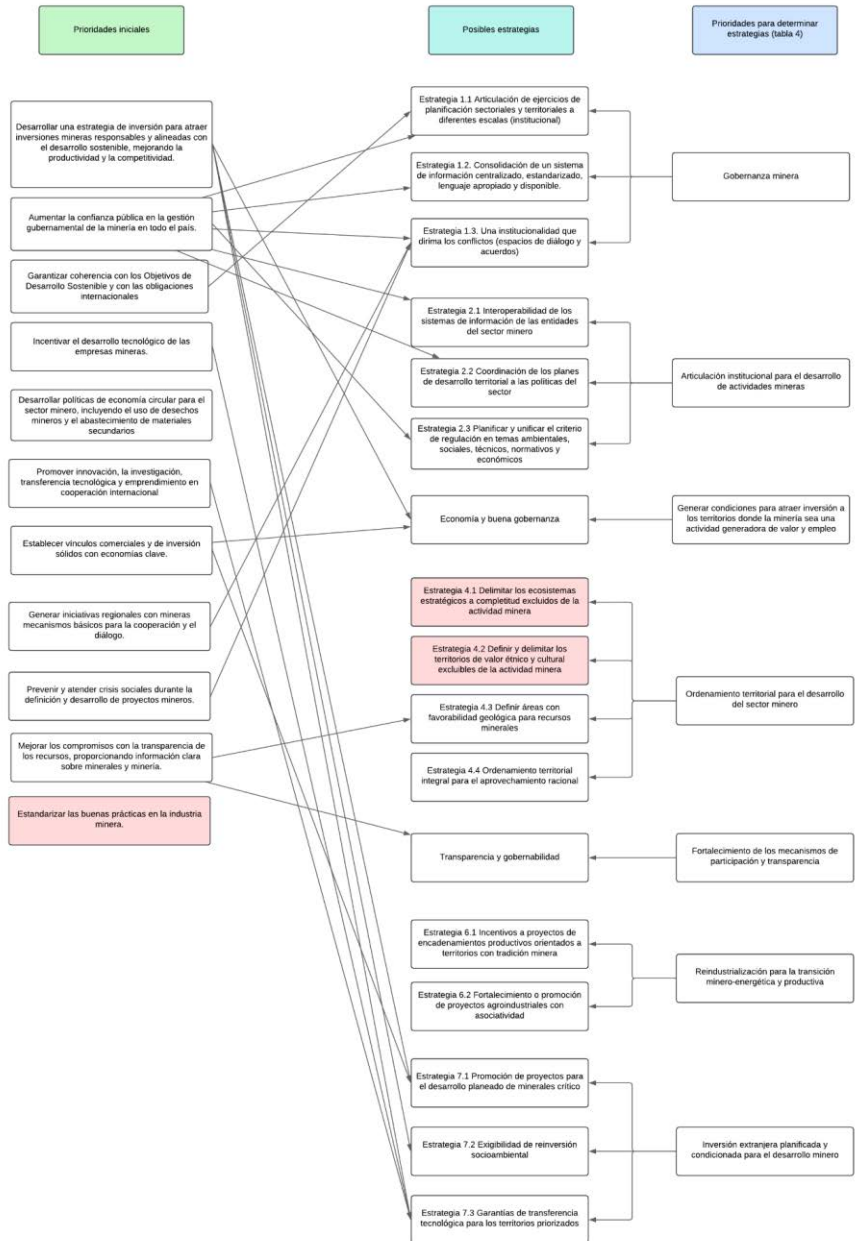 Prioridades iniciales
Posibles estrategias
Prioridades para determinar
estrategias (tabla 4)
Desarrollar una estrategia de inversión para atraer
inversiones mineras responsables y alineadas con
el desarrollo sostenible, mejorando la
productividad y la competitividad.
Aumentar la confianza pública en la gestión
gubernamental de la minería en todo el país.
Garantizar coherencia con los Objetivos de
Desarrollo Sostenible y con las obligaciones
internacionales
Incentivar el desarrollo tecnológico de las
empresas mineras.
Desarrollar políticas de economía circular para el
sector minero, incluyendo el uso de desechos
mineros y el abastecimiento de materiales
secundarios
Promover innovación, la investigación,
transferencia tecnológica y emprendimiento en
cooperación internacional
Establecer vínculos comerciales y de inversión
sólidos con economías clave.
Generar iniciativas regionales con mineras
mecanismos básicos para la cooperación y el
diálogo.
Prevenir y atender crisis sociales durante la
definición y desarrollo de proyectos mineros.
Mejorar los compromisos con la transparencia de
los recursos, proporcionando información clara
sobre minerales y minería.
Estandarizar las buenas prácticas en la industria
minera.
Estrategia 1.1 Articulación de ejercicios de
planificación sectoriales y territoriales a
diferentes escalas (institucional)
Estrategia 1.2. Consolidación de un sistema
de información centralizado, estandarizado,
lenguaje apropiado y disponible.
Estrategia 1.3. Una institucionalidad que
dirima los conflictos (espacios de diálogo y
acuerdos)
Estrategia 2.1 Interoperabilidad de los
sistemas de información de las entidades
del sector minero
Estrategia 2.2 Coordinación de los planes
de desarrollo territorial a las políticas del
sector
Estrategia 2.3 Planificar y unificar el criterio
de regulación en temas ambientales,
sociales, técnicos, normativos y
económicos
Economía y buena gobernanza
Estrategia 4.1 Delimitar los ecosistemas
estratégicos a completitud excluidos de la
actividad minera
Estrategia 4.2 Definir y delimitar los
territorios de valor étnico y cultural
excluibles de la actividad minera
Estrategia 4.3 Definir áreas con
favorabilidad geológica para recursos
minerales
Estrategia 4.4 Ordenamiento territorial
integral para el aprovechamiento racional
Transparencia y gobernabilidad
Estrategia 6.1 Incentivos a proyectos de
encadenamientos productivos orientados a
territorios con tradición minera
Estrategia 6.2 Fortalecimiento o promoción
de proyectos agroindustriales con
asociatividad
Estrategia 7.1 Promoción de proyectos para
el desarrollo planeado de minerales crítico
Estrategia 7.2 Exigibilidad de reinversión
socioambiental
Estrategia 7.3 Garantías de transferencia
tecnológica para los territorios priorizados
Gobernanza minera
Articulación institucional para el desarrollo
de actividades mineras
Generar condiciones para atraer inversión a
los territorios donde la minería sea una
actividad generadora de valor y empleo
Ordenamiento territorial para el desarrollo
del sector minero
Fortalecimiento de los mecanismos de
participación y transparencia
Reindustrialización para la transición
minero-energética y productiva
Inversión extranjera planificada y
condicionada para el desarrollo minero